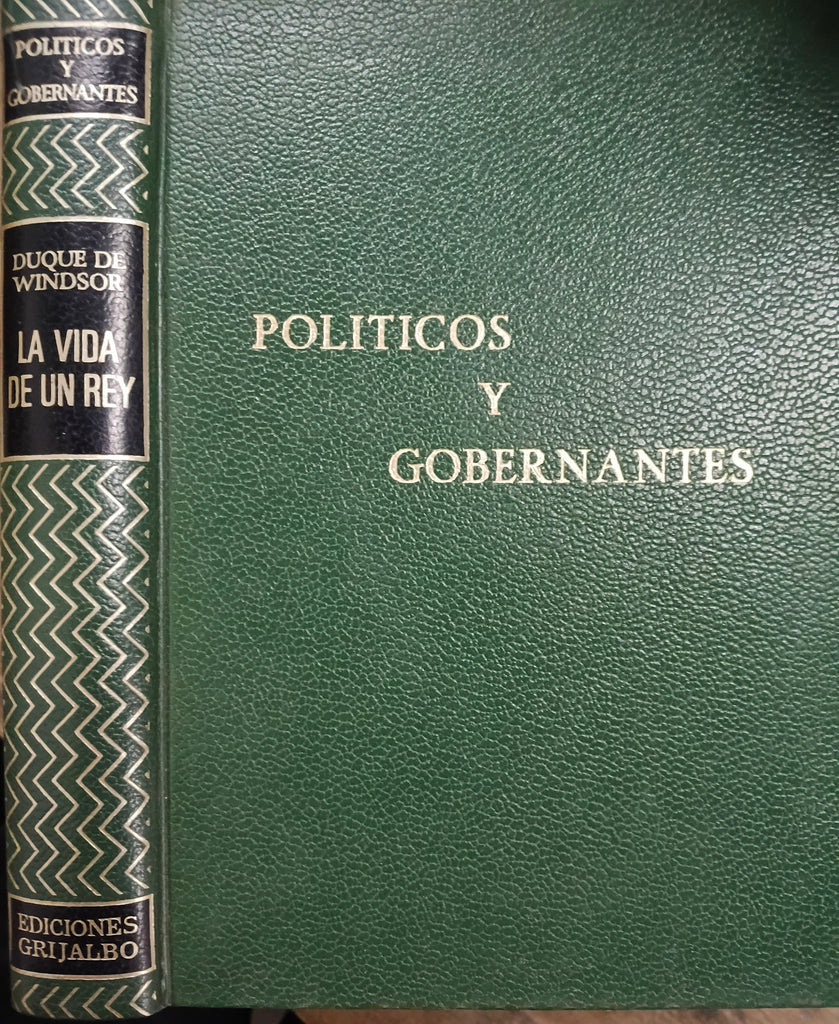 POLITICOS
Y
GOBERNANTES
DUQUE DE
WINDSOR
LA VIDA
DE UN REY
EDICIONES
GRIJALBO
POLITICOS
Y
GOBERNANTES